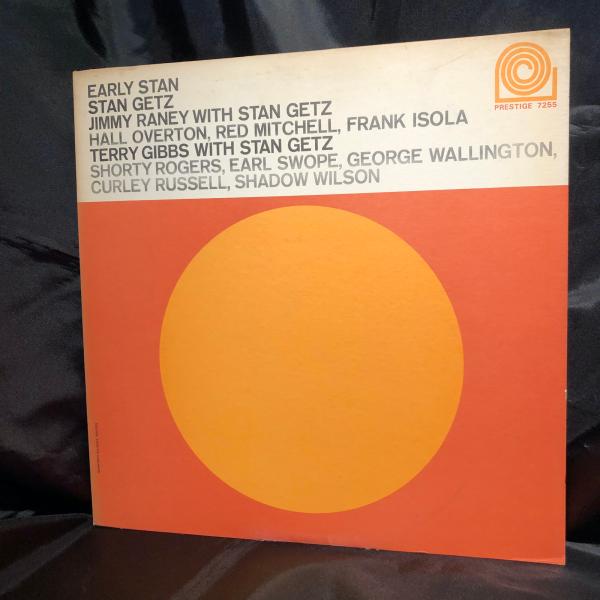 EARLY STAN
STAN GETZ
JIMMY RANEY WITH STAN GETZ
HALL OVERTON, RED MITCHELL, FRANK ISOLA
TERRY GIBBS WITH STAN GETZ
SHORTY ROGERS, EARL SWOPE, GEORGE WALLINGTON,
CURLEY RUSSELL, SHADOW WILSON
PRESTIGE 7255